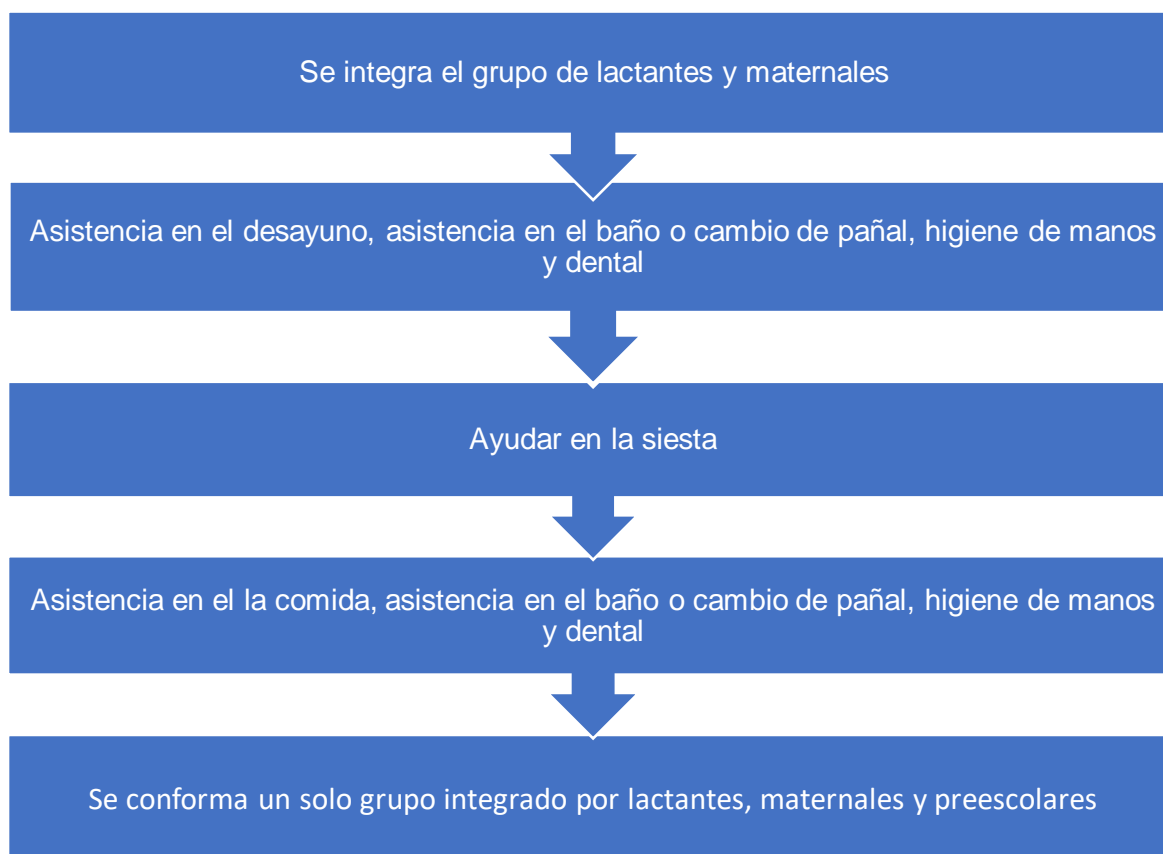 Se integra el grupo de lactantes y maternales
Asistencia en el desayuno, asistencia en el baño o cambio de pañal, higiene de manos
y dental
Ayudar en la siesta
Asistencia en el la comida, asistencia en el baño o cambio de pañal, higiene de manos
y dental
Se conforma un solo grupo integrado por lactantes, maternales y preescolares